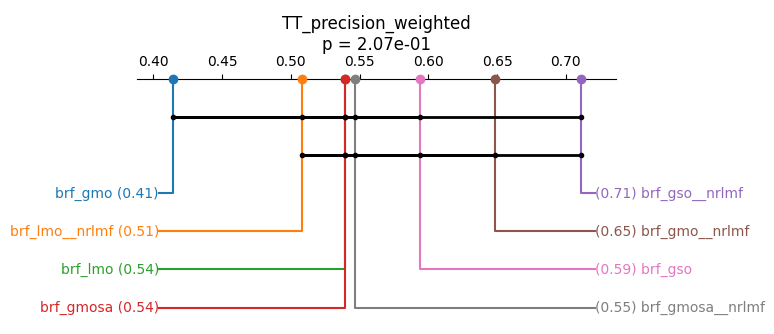 TT_precision_weighted
p = 2.07e-01
0.40 0.45 0.50 0.55 0.60 0.65 0.70
brf_gmo (0.41) (0.71) brf_gso__nrlmf
brf_lmo__nrlmf (0.51) (0.65) brf_gmo__nrlmf
brf_lmo (0.54) (0.59) brf_gso
brf_gmosa (0.54) (0.55) brf_gmosa__nrlmf